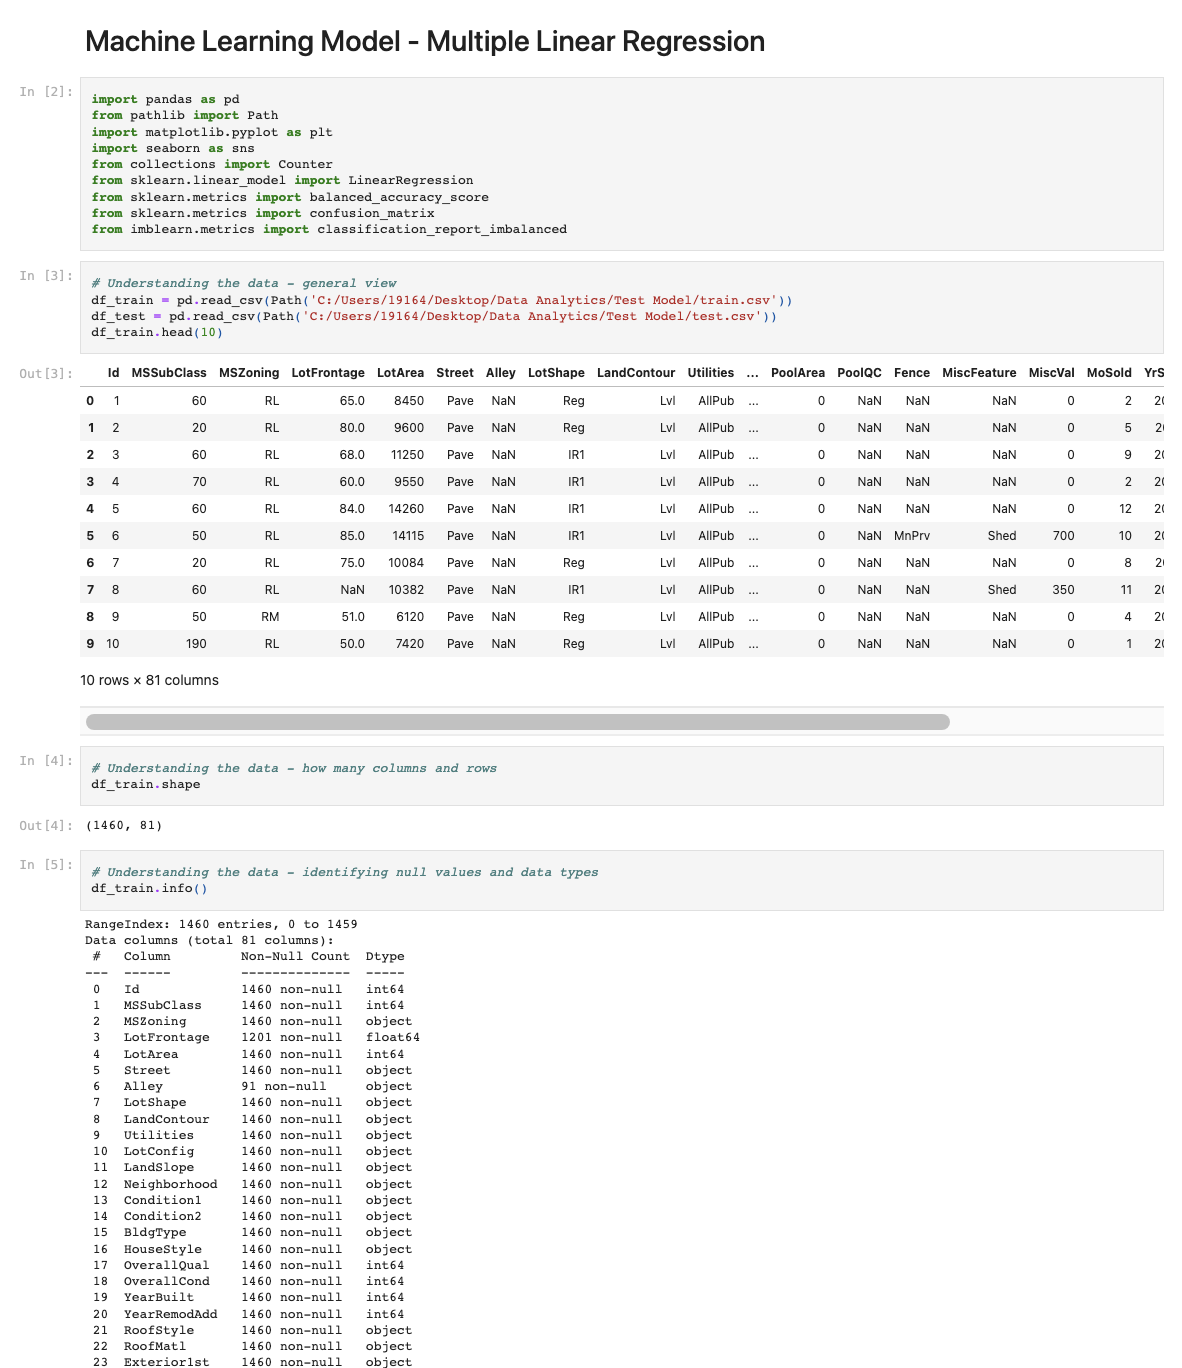 Machine Learning Model - Multiple Linear Regression
In [2]:
import pandas as pd
from pathlib import Path
import matplotlib.pyplot as plt
import seaborn as sns
from collections import Counter
from sklearn.linear_model import LinearRegression
from sklearn.metrics import balanced_accuracy_score
from sklearn.metrics import confusion_matrix
from imblearn.metrics import classification_report_imbalanced
In [3]:
# Understanding the data - general view
df_train = pd.read_csv(Path('C:/Users/19164/Desktop/Data Analytics/Test Model/train.csv'))
df_test = pd.read_csv(Path('C:/Users/19164/Desktop/Data Analytics/Test Model/test.csv'))
df_train.head(10)
Out[3]:
Id MSSubClass MSZoning LotFrontage LotArea Street Alley LotShape LandContour Utilities ... PoolArea PoolQC Fence MiscFeature MiscVal MoSold YrS
0 1 60 RL 65.0 8450 Pave NaN Reg Lvl AllPub ... 0 NaN NaN NaN 0 2 20
1 2 20 RL 80.0 9600 Pave NaN Reg Lvl AllPub ... 0 NaN NaN NaN 0 5 20
2 3 60 RL 68.0 11250 Pave NaN IR1 Lvl AllPub ... 0 NaN NaN NaN 0 9 20
3 4 70 RL 60.0 9550 Pave NaN IR1 Lvl AllPub ... 0 NaN NaN NaN 0 2 20
4 5 60 RL 84.0 14260 Pave NaN IR1 Lvl AllPub ... 0 NaN NaN NaN 0 12 20
5 6 50 RL 85.0 14115 Pave NaN IR1 Lvl AllPub ... 0 NaN MnPrv Shed 700 10 20
6 7 20 RL 75.0 10084 Pave NaN Reg Lvl AllPub ... 0 NaN NaN NaN 0 8 20
7 8 60 RL NaN 10382 Pave NaN IR1 Lvl AllPub ... 0 NaN NaN Shed 350 11 20
8 9 50 RM 51.0 6120 Pave NaN Reg Lvl AllPub ... 0 NaN NaN NaN 0 4 20
9 10 190 RL 50.0 7420 Pave NaN Reg Lvl AllPub ... 0 NaN NaN NaN 0 1 20
10 rows × 81 columns
In [4]:
# Understanding the data - how many columns and rows
df_train.shape
Out[4]: (1460, 81)
In [5]:
# Understanding the data - identifying null values and data types
df_train.info()
RangeIndex: 1460 entries, 0 to 1459
Data columns (total 81 columns):
# Column Non-Null Count Dtype
--- ------ -------------- -----
0 Id 1460 non-null int64
1 MSSubClass 1460 non-null int64
2 MSZoning 1460 non-null object
3 LotFrontage 1201 non-null float64
4 LotArea 1460 non-null int64
5 Street 1460 non-null object
6 Alley 91 non-null object
7 LotShape 1460 non-null object
8 LandContour 1460 non-null object
9 Utilities 1460 non-null object
10 LotConfig 1460 non-null object
11 LandSlope 1460 non-null object
12 Neighborhood 1460 non-null object
13 Condition1 1460 non-null object
14 Condition2 1460 non-null object
15 BldgType 1460 non-null object
16 HouseStyle 1460 non-null object
17 OverallQual 1460 non-null int64
18 OverallCond 1460 non-null int64
19 YearBuilt 1460 non-null int64
20 YearRemodAdd 1460 non-null int64
21 RoofStyle 1460 non-null object
22 RoofMatl 1460 non-null object
23 Exterior1st 1460 non-null object